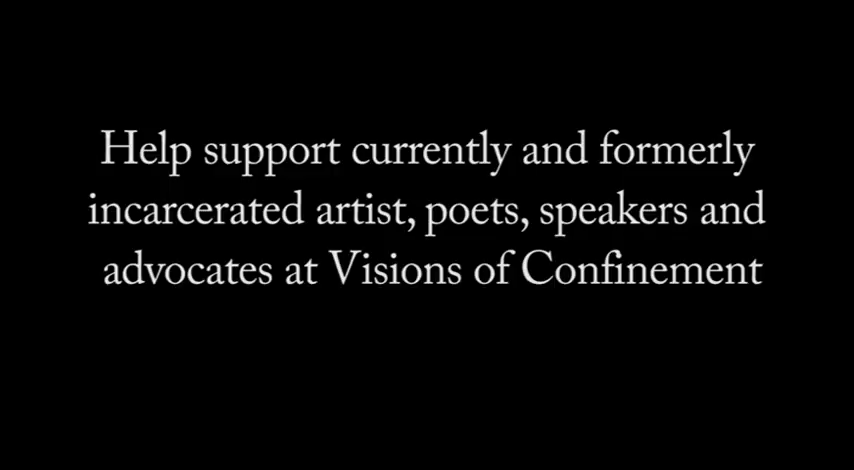 Help support currently and formerly
incarcerated artist, poets, speakers and
advocates at Visions of Confinement